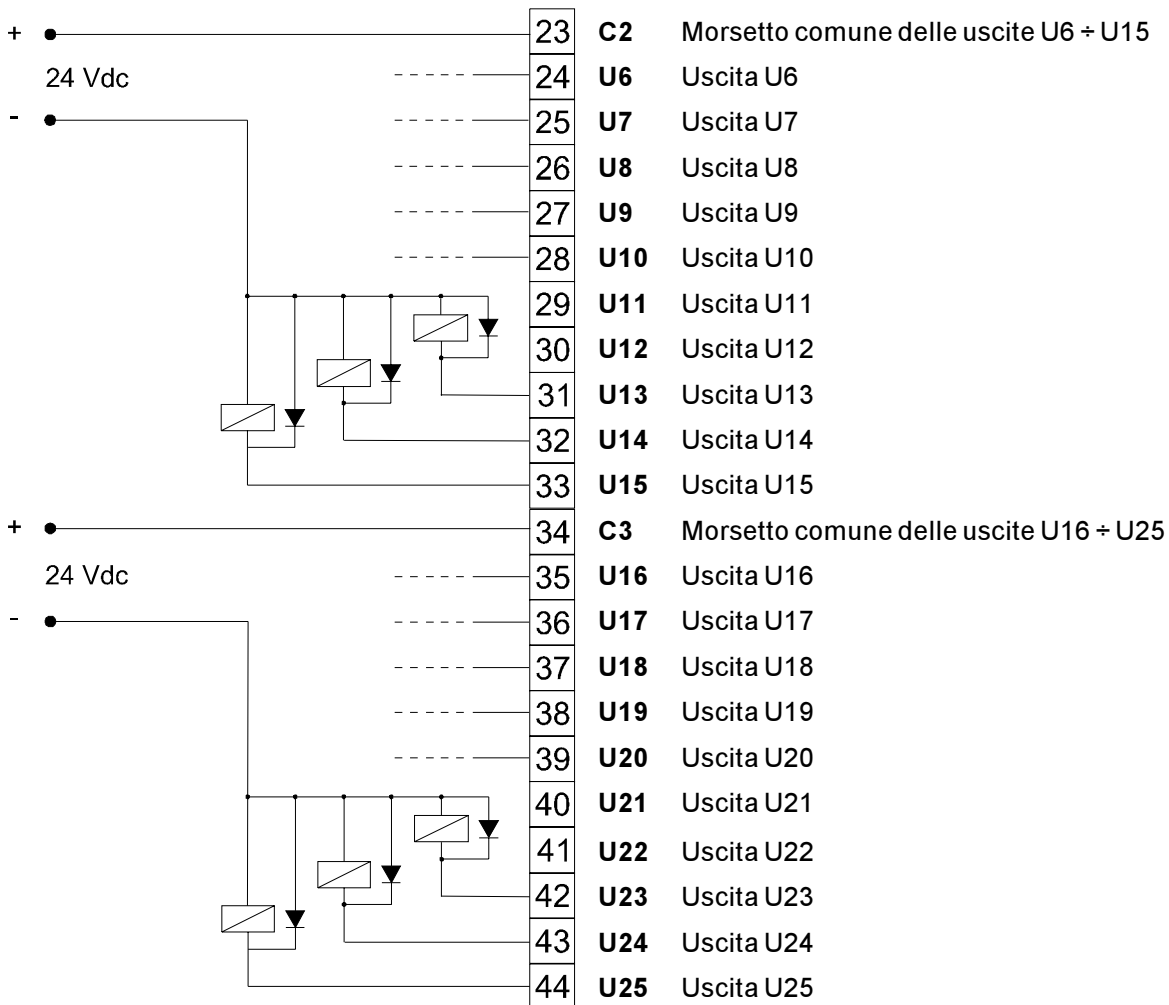 + 23 C2 Morsetto comune delle uscite U6 ÷ U15
24 Vdc 24 U6 Uscita U6
- 25 U7 Uscita U7
26 U8 Uscita U8
27 U9 Uscita U9
28 U10 Uscita U10
29 U11 Uscita U11
30 U12 Uscita U12
31 U13 Uscita U13
32 U14 Uscita U14
33 U15 Uscita U15
+ 34 C3 Morsetto comune delle uscite U16 ÷ U25
24 Vdc 35 U16 Uscita U16
- 36 U17 Uscita U17
37 U18 Uscita U18
38 U19 Uscita U19
39 U20 Uscita U20
40 U21 Uscita U21
41 U22 Uscita U22
42 U23 Uscita U23
43 U24 Uscita U24
44 U25 Uscita U25